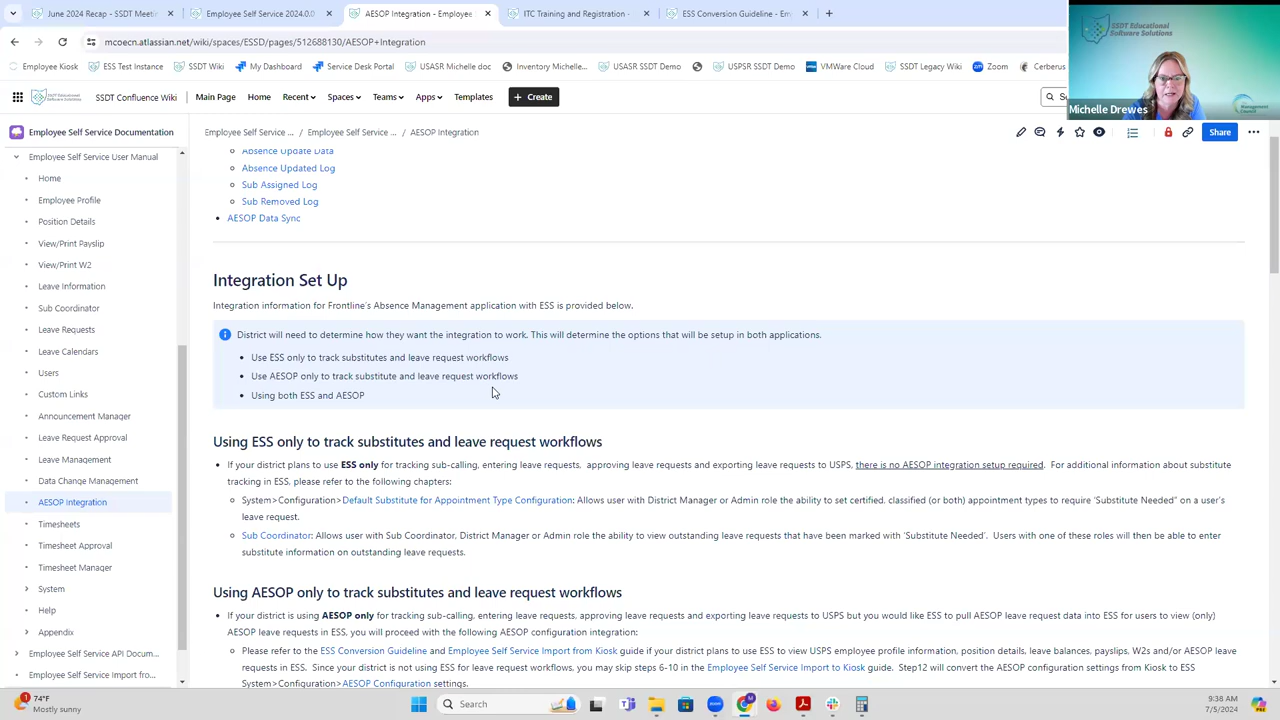 June 2024 Recap - SSDT Meeti
Employee Self Service 2024.0.0
AESOP Integration - Employee
ITC Training and Registration -
ESS Conversion Guideline - Em
mcoecn.atlassian.net/wiki/spaces/ESSD/pages/512688130/AESOP+Integration
Employee Kiosk
ESS Test Instance
SSDT Wiki
My Dashboard
Service Desk Portal
USASR Michelle doc
Inventory Michelle...
USASR SSDT Demo
USPSR SSDT Demo
VMWare Cloud
SSDT Legacy Wiki
Zoom
Cerberus
SSDT Educational
Software Solutions
Michelle Drewes
Management
Council
SSDT Confluence Wiki
Main Page
Home
Recent
Spaces
Teams
Apps
Templates
+ Create
Employee Self Service Documentation
Employee Self Service ... / Employee Self Service ... / AESOP Integration
Share
Employee Self Service User Manual
Home
Employee Profile
Position Details
View/Print Payslip
View/Print W2
Leave Information
Sub Coordinator
Leave Requests
Leave Calendars
Users
Custom Links
Announcement Manager
Leave Request Approval
Leave Management
Data Change Management
AESOP Integration
Timesheets
Timesheet Approval
Timesheet Manager
System
Help
Appendix
Employee Self Service API Docum...
Employee Self Service Import fro...
Absence Update Data
Absence Updated Log
Sub Assigned Log
Sub Removed Log
AESOP Data Sync
Integration Set Up
Integration information for Frontline's Absence Management application with ESS is provided below.
District will need to determine how they want the integration to work. This will determine the options that will be setup in both applications.
Use ESS only to track substitutes and leave request workflows
Use AESOP only to track substitute and leave request workflows
Using both ESS and AESOP
Using ESS only to track substitutes and leave request workflows
If your district plans to use ESS only for tracking sub-calling, entering leave requests, approving leave requests and exporting leave requests to USPS, there is no AESOP integration setup required. For additional information about substitute
tracking in ESS, please refer to the following chapters:
System>Configuration>Default Substitute for Appointment Type Configuration: Allows user with District Manager or Admin role the ability to set certified, classified (or both) appointment types to require 'Substitute Needed" on a user's
leave request.
Sub Coordinator: Allows user with Sub Coordinator, District Manager or Admin role the ability to view outstanding leave requests that have been marked with 'Substitute Needed'. Users with one of these roles will then be able to enter
substitute information on outstanding leave requests.
Using AESOP only to track substitutes and leave request workflows
If your district is using AESOP only for tracking sub-calling, entering leave requests, approving leave requests and exporting leave requests to USPS but you would like ESS to pull AESOP leave request data into ESS for users to view (only)
AESOP leave requests in ESS, you will proceed with the following AESOP configuration integration:
Please refer to the ESS Conversion Guideline and Employee Self Service Import from Kiosk guide if your district plans to use ESS to view USPS employee profile information, position details, leave balances, payslips, W2s and/or AESOP leave
requests in ESS. Since your district is not using ESS for leave request workflows, you may skip steps 6-10 in the Employee Self Service Import to Kiosk guide. Step12 will convert the AESOP configuration settings from Kiosk to ESS
System>Configuration>AESOP Configuration settings.
1
74°F
Mostly sunny
Search
9:38 AM
7/5/2024